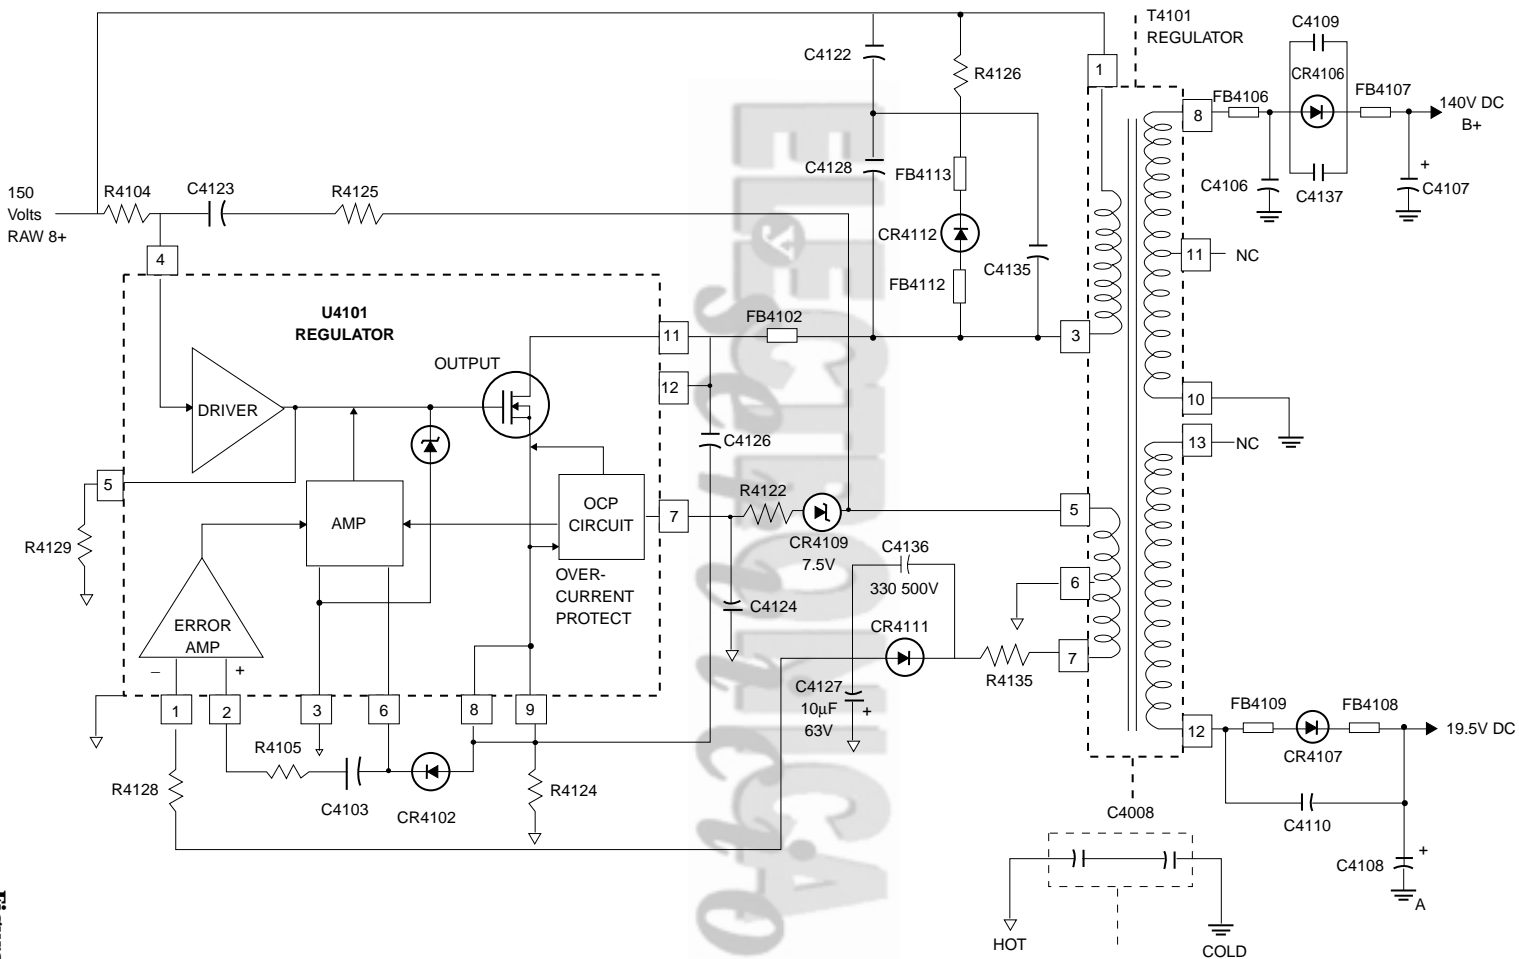 T4101
REGULATOR
C4109
C4122
R4126
1
CR4106
FB4106
FB4107
140V DC
B+
8
C4128
FB4113
C4106
C4137
+
C4107
150
Volts
RAW 8+
R4104
C4123
R4125
CR4112
C4135
FB4112
11
NC
4
U4101
REGULATOR
FB4102
11
3
OUTPUT
12
10
DRIVER
C4126
13
NC
5
R4129
AMP
OCP
CIRCUIT
7
R4122
CR4109
7.5V
5
C4136
330 500V
OVER-
CURRENT
PROTECT
6
C4124
ERROR
AMP
–
+
CR4111
7
R4135
C4127
10µF
63V
+
1
2
3
6
8
9
FB4109
FB4108
12
19.5V DC
CR4107
R4105
R4128
C4103
CR4102
R4124
C4008
C4110
C4108
+
A
HOT
COLD
ELECTRONICA
y
servicio